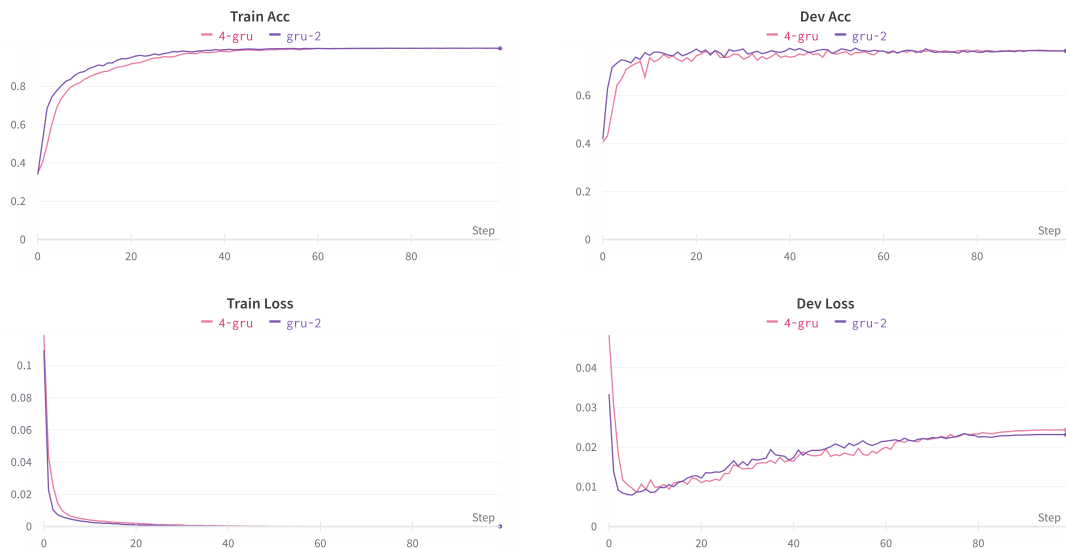 Train Acc
4-gru gru-2
0.8
0.6
0.4
0.2
0
Step
0 20 40 60 80
Dev Acc
4-gru gru-2
0.6
0.4
0.2
0
Step
0 20 40 60 80
Train Loss
4-gru gru-2
0.1
0.08
0.06
0.04
0.02
0
Step
0 20 40 60 80
Dev Loss
4-gru gru-2
0.04
0.03
0.02
0.01
0
Step
0 20 40 60 80